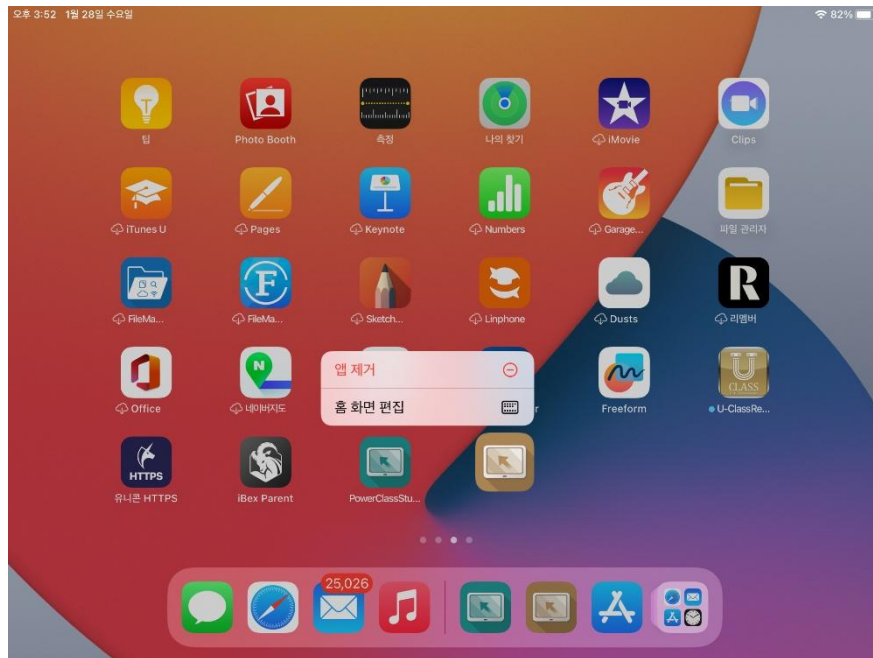 오후 3:52 1월 28일 수요일
82%
팁
Photo Booth
측정
나의 찾기
iMovie
Clips
iTunes U
Pages
Keynote
Numbers
Garage...
파일 관리자
FileMa...
FileMa...
Sketch...
Linphone
Dusts
리멤버
R
F
N
앱 제거
홈 화면 편집
U
CLASS
Office
네이버지도
r
Freeform
U-ClassRe...
HTTPS
유니콘 HTTPS
iBex Parent
PowerClassStu...
25,026